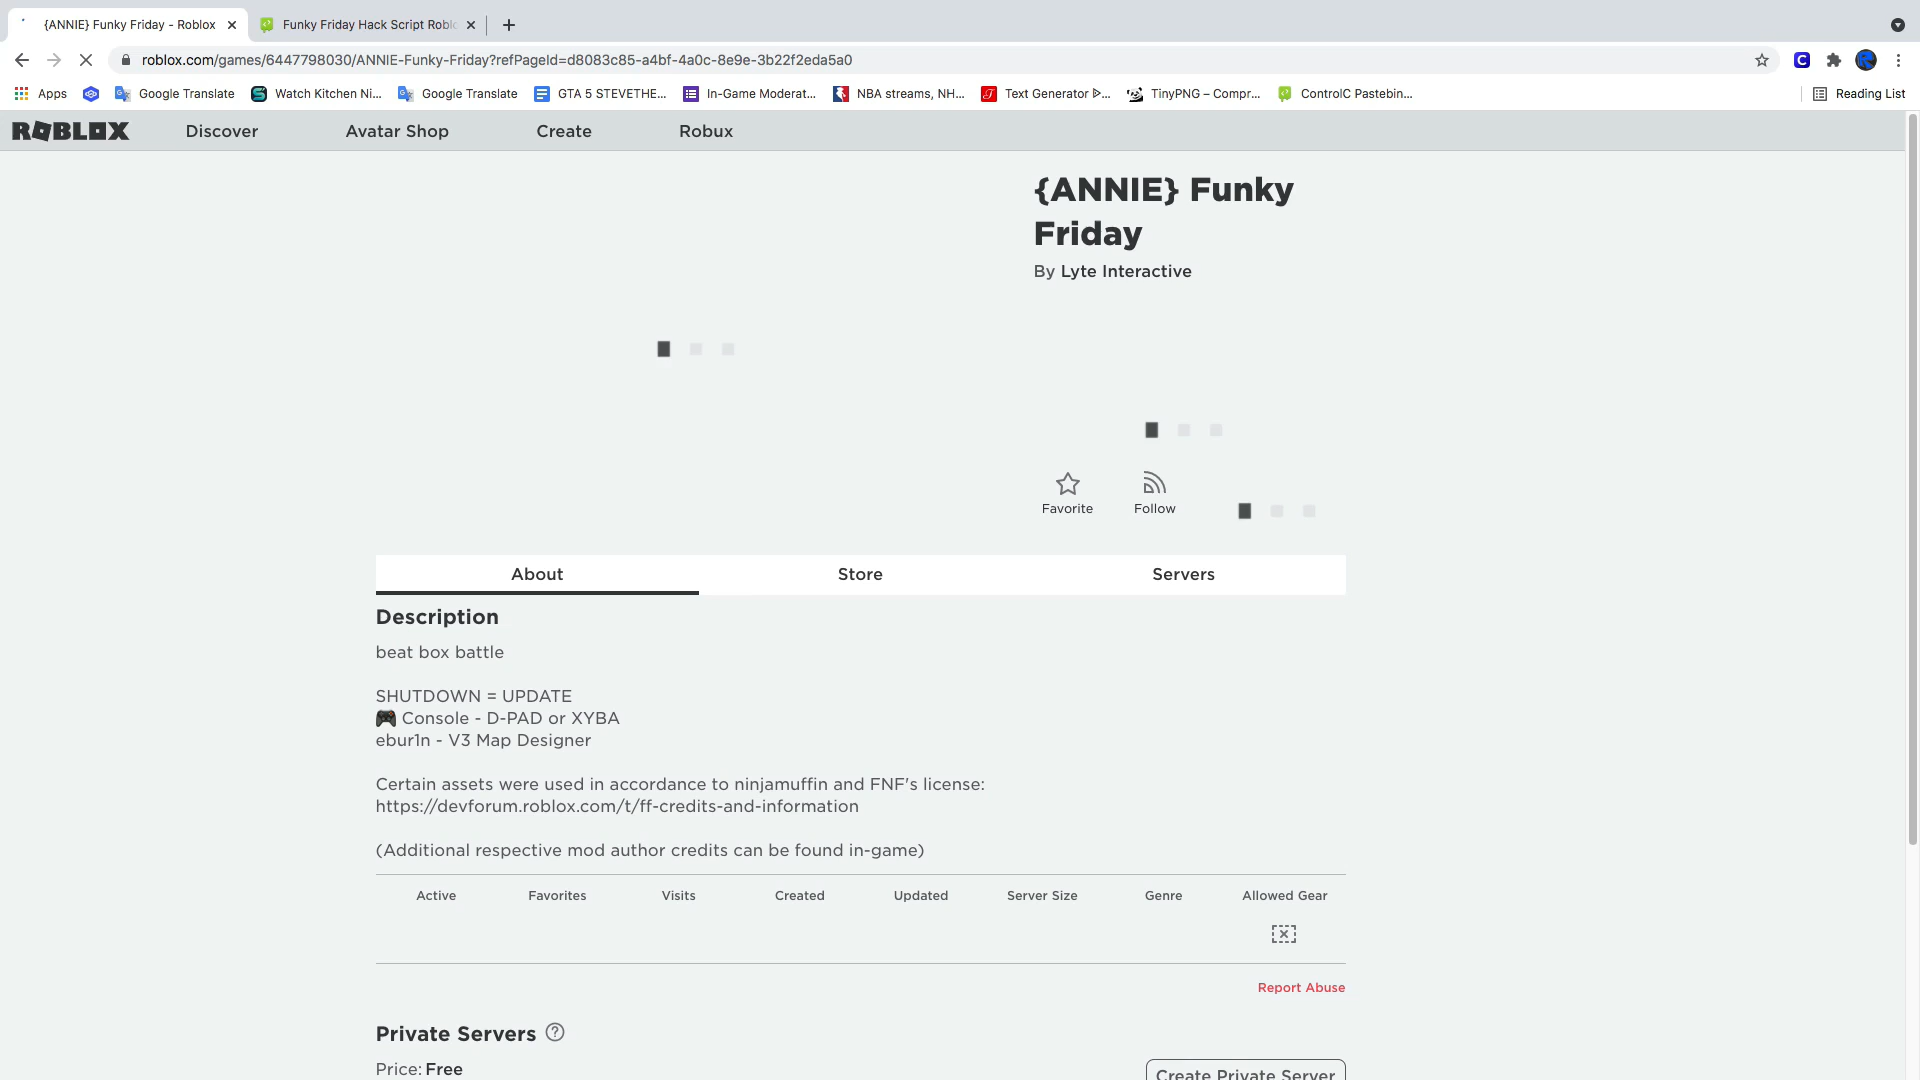 {ANNIE} Funky Friday - Roblox
Funky Friday Hack Script Roblo
roblox.com/games/6447798030/ANNIE-Funky-Friday?refPageId=d8083c85-a4bf-4a0c-8e9e-3b22f2eda5a0
Apps
Google Translate
Watch Kitchen Ni...
Google Translate
GTA 5 STEVETHE...
In-Game Moderat...
NBA streams, NH...
Text Generator ᐅ...
TinyPNG – Compr...
ControlC Pastebin...
Reading List
ROBLOX
Discover
Avatar Shop
Create
Robux
{ANNIE} Funky
Friday
By Lyte Interactive
Favorite
Follow
About
Store
Servers
Description
beat box battle
SHUTDOWN = UPDATE
🎮 Console - D-PAD or XYBA
ebur1n - V3 Map Designer
Certain assets were used in accordance to ninjamuffin and FNF's license:
https://devforum.roblox.com/t/ff-credits-and-information
(Additional respective mod author credits can be found in-game)
Active
Favorites
Visits
Created
Updated
Server Size
Genre
Allowed Gear
Report Abuse
Private Servers
Price: Free
Create Private Server